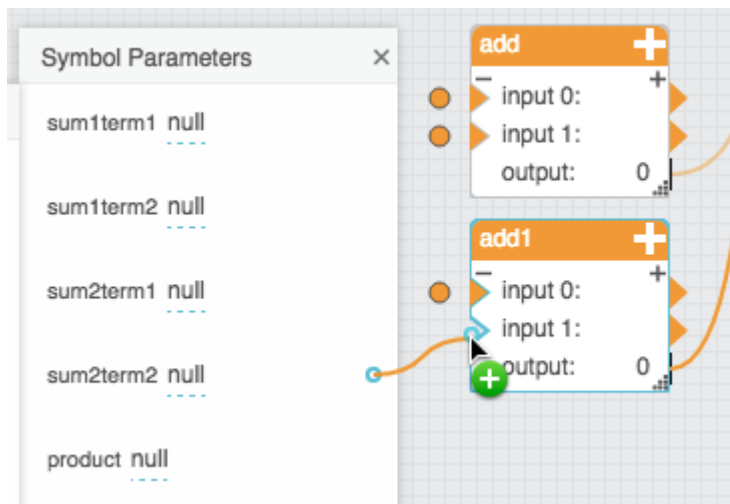 Symbol Parameters
sum1term1 null
sum1term2 null
sum2term1 null
sum2term2 null
product null
add
input 0:
input 1:
output: 0
add1
input 0:
input 1:
output: 0